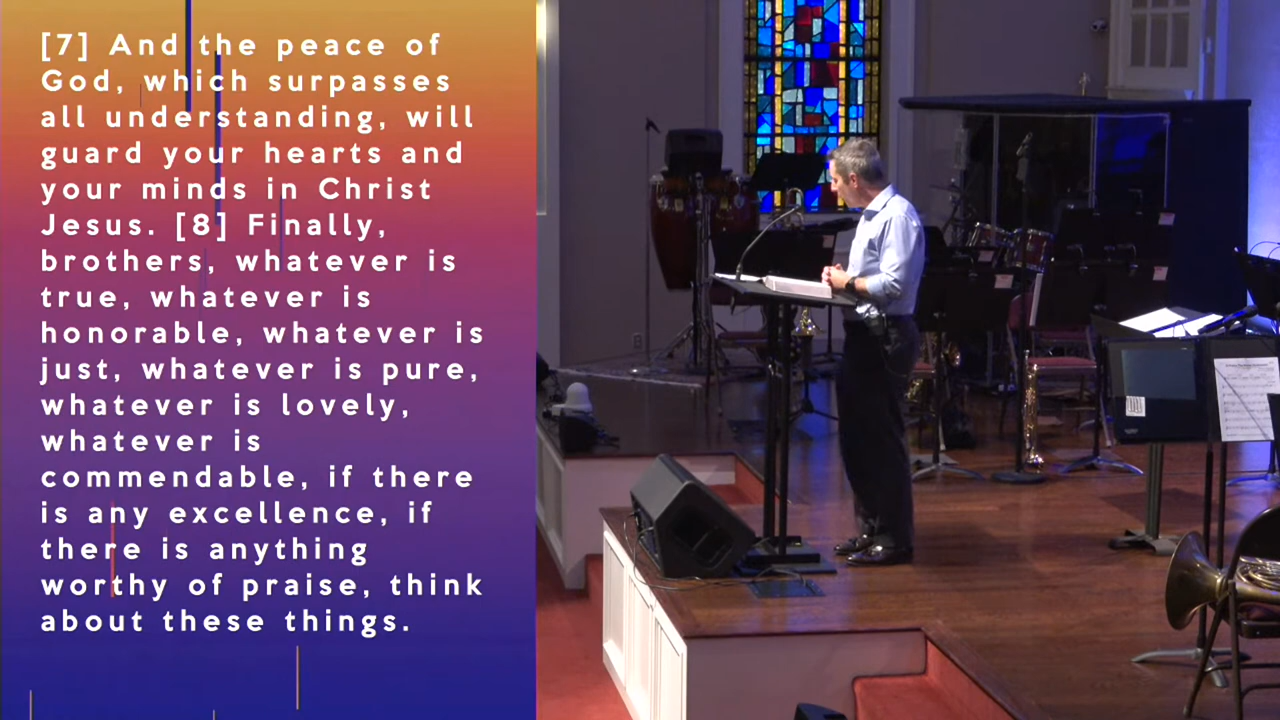 [7] And the peace of
God, which surpasses
all understanding, will
guard your hearts and
your minds in Christ
Jesus. [8] Finally,
brothers, whatever is
true, whatever is
honorable, whatever is
just, whatever is pure,
whatever is lovely,
whatever is
commendable, if there
is any excellence, if
there is anything
worthy of praise, think
about these things.